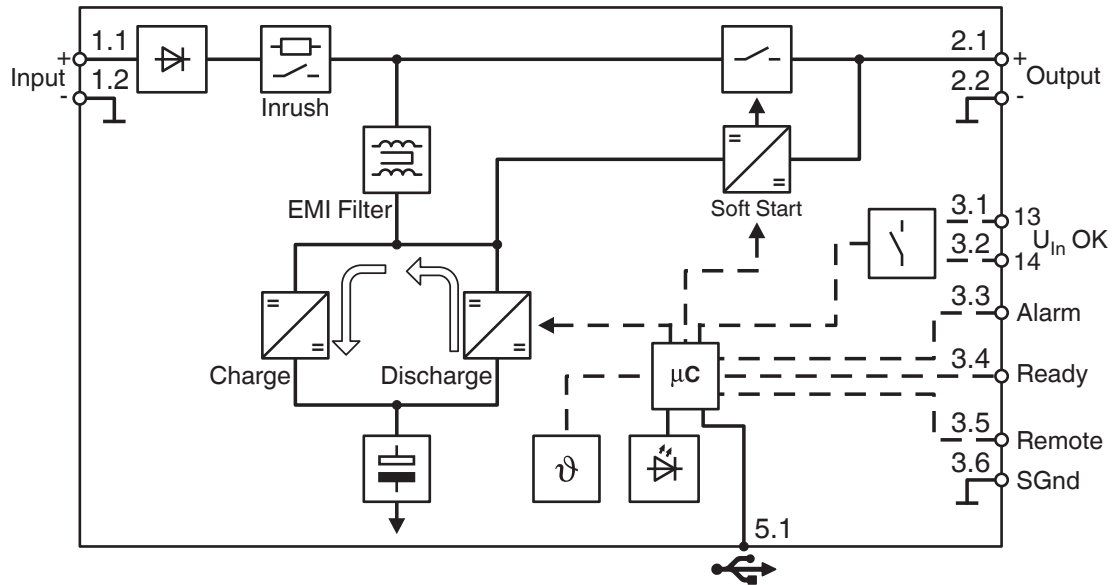 1.1
+
Input
1.2
-
Inrush
2.1
+
Output
2.2
-
EMI Filter
=
=
Soft Start
3.1
13
U_In OK
3.2
14
=
=
Charge
=
=
Discharge
µC
3.3
Alarm
3.4
Ready
3.5
Remote
3.6
SGnd
ϑ
5.1